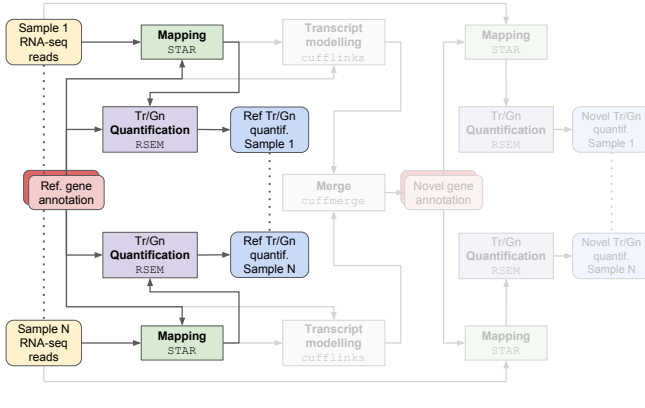 Sample 1
RNA-seq
reads
Mapping
STAR
Transcript
modelling
cufflinks
Mapping
STAR
Tr/Gn
Quantification
RSEM
Ref Tr/Gn
quantif.
Sample 1
Tr/Gn
Quantification
RSEM
Novel Tr/Gn
quantif.
Sample 1
Ref. gene
annotation
Merge
cuffmerge
Novel gene
annotation
Tr/Gn
Quantification
RSEM
Ref Tr/Gn
quantif.
Sample N
Tr/Gn
Quantification
RSEM
Novel Tr/Gn
quantif.
Sample N
Sample N
RNA-seq
reads
Mapping
STAR
Transcript
modelling
cufflinks
Mapping
STAR